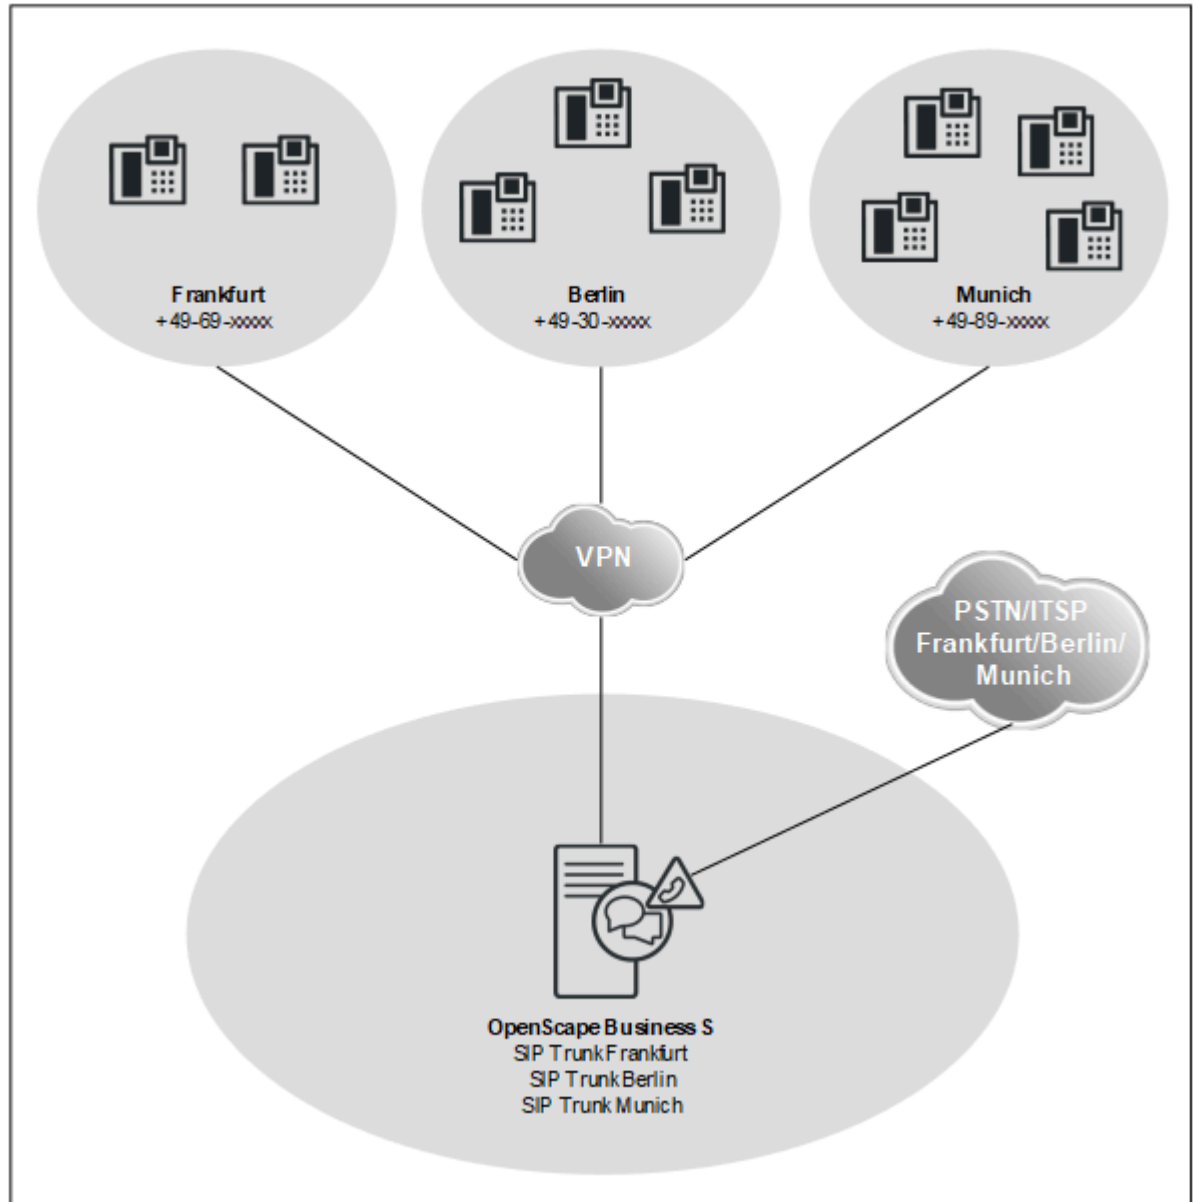 Frankfurt
+49-69-xxxxx
Berlin
+49-30-xxxxx
Munich
+49-89-xxxxx
VPN
PSTN/ITSP
Frankfurt/Berlin/
Munich
OpenScape Business S
SIP Trunk Frankfurt
SIP Trunk Berlin
SIP Trunk Munich